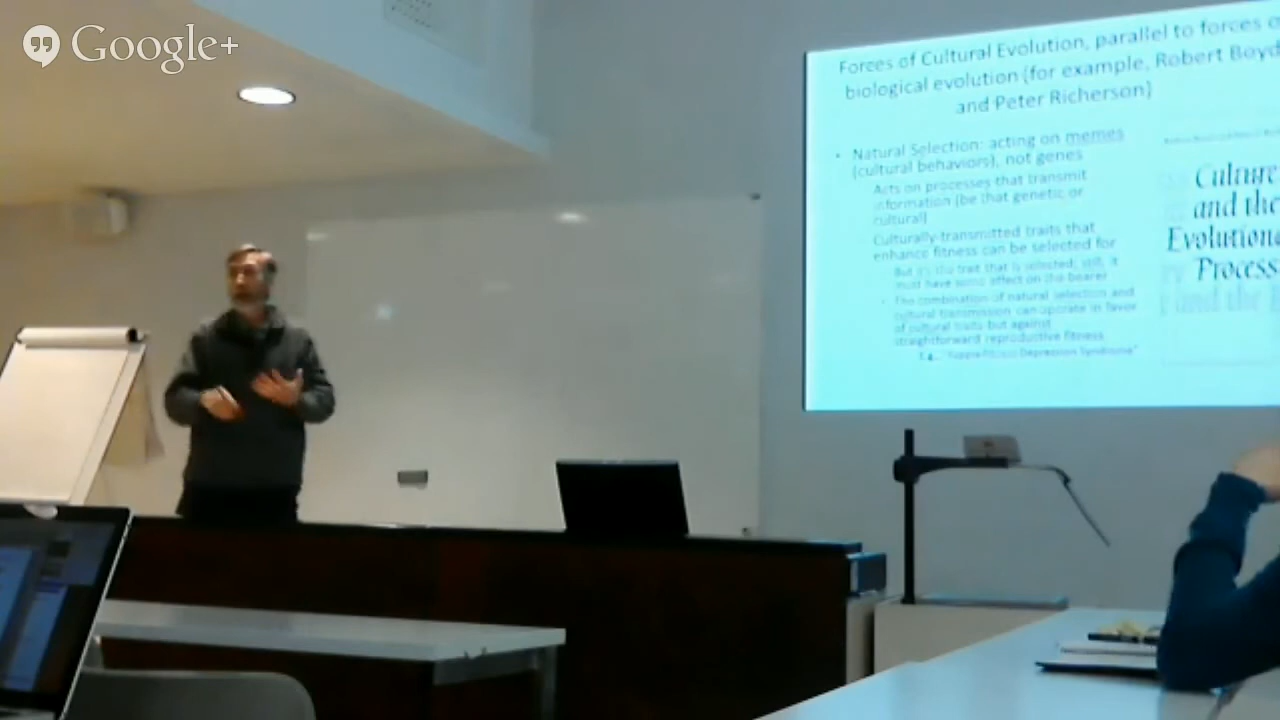 Google+
Forces of Cultural Evolution, parallel to forces o
biological evolution (for example, Robert Boyd
and Peter Richerson)
• Natural Selection: acting on memes
(cultural behaviors), not genes
Acts on processes that transmit
information (be that genetic or
cultural)
Culturally-transmitted traits that
enhance fitness can be selected for
But it's the trait that is selected; still, it
must have some effect on the bearer
• The combination of natural selection and
cultural transmission can operate in favor
of cultural traits but against
straightforward reproductive fitness
Depression Syndrome"
Culture
and the
Evolution
Process